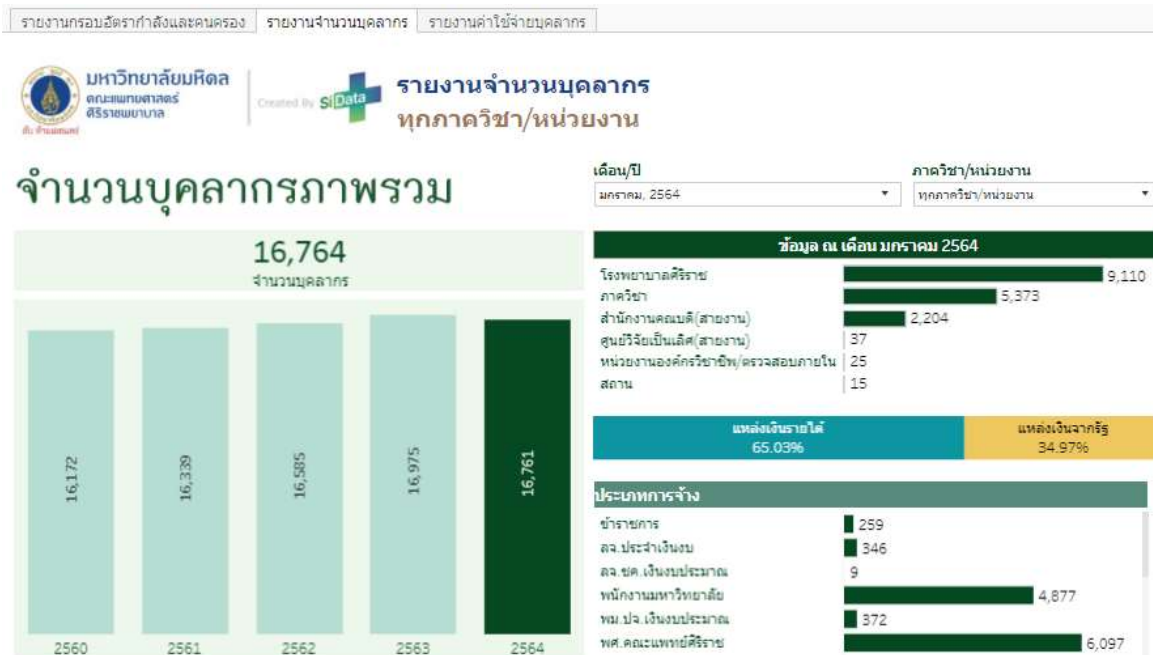 รายงานกรอบอัตรากำลังและคนครอง
รายงานจำนวนบุคลากร
รายงานค่าใช้จ่ายบุคลากร
มหาวิทยาลัยมหิดล
คณะแพทยศาสตร์
ศิริราชพยาบาล
Created By SiData
รายงานจำนวนบุคลากร
ทุกภาควิชา/หน่วยงาน
จำนวนบุคลากรภาพรวม
เดือน/ปี
มกราคม, 2564
ภาควิชา/หน่วยงาน
ทุกภาควิชา/หน่วยงาน
16,764
จำนวนบุคลากร
16,172
16,339
16,585
16,975
16,761
2560
2561
2562
2563
2564
ข้อมูล ณ เดือน มกราคม 2564
โรงพยาบาลศิริราช 9,110
ภาควิชา 5,373
สำนักงานคณบดี(สายงาน) 2,204
ศูนย์วิจัยเป็นเลิศ(สายงาน) 37
หน่วยงานองค์กรวิชาชีพ/ตรวจสอบภายใน 25
สถาน 15
แหล่งเงินรายได้
65.03%
แหล่งเงินจากรัฐ
34.97%
ประเภทการจ้าง
ข้าราชการ 259
ลจ.ประจำเงินงบ 346
ลจ.ชค.เงินงบประมาณ 9
พนักงานมหาวิทยาลัย 4,877
พม.ปจ.เงินงบประมาณ 372
พศ.คณะแพทย์ศิริราช 6,097